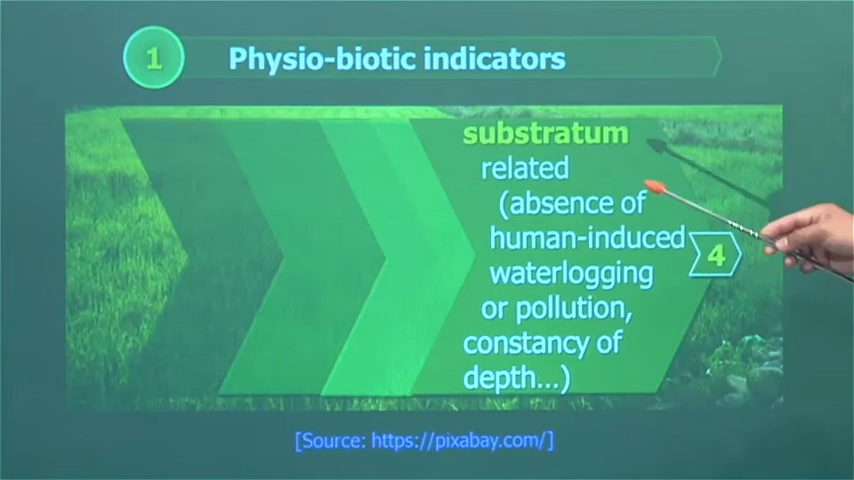 1
Physio-biotic indicators
substratum
related
(absence of
human-induced
waterlogging
or pollution,
constancy of
depth...)
4
[Source: https://pixabay.com/]